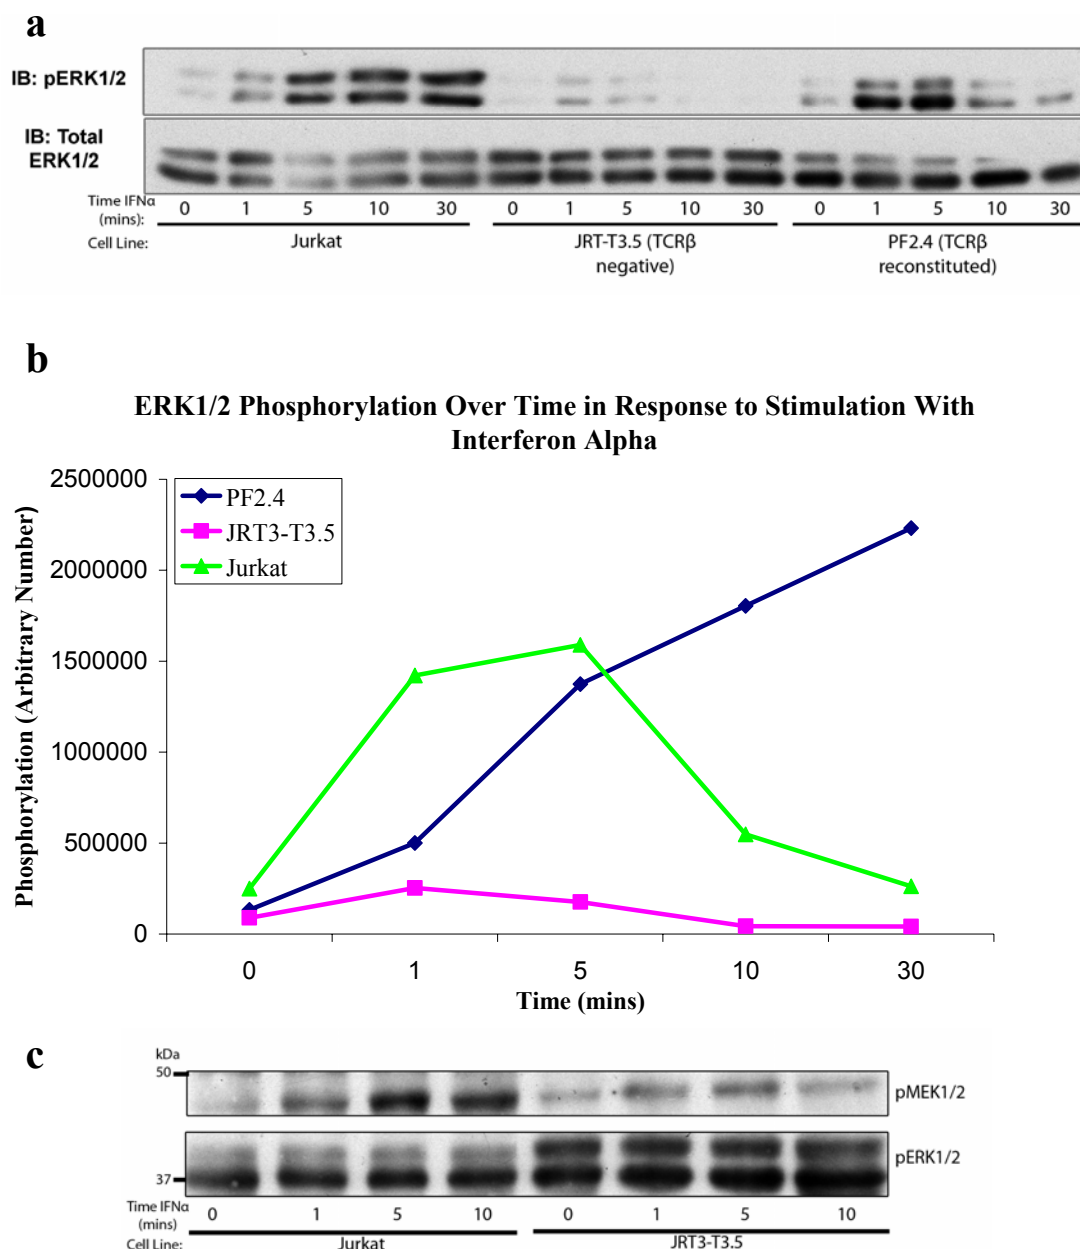 a
IB: pERK1/2
IB: Total
ERK1/2
Time IFNα
(mins):
0 1 5 10 30 0 1 5 10 30 0 1 5 10 30
Cell Line:
Jurkat
JRT-T3.5 (TCRβ
negative)
PF2.4 (TCRβ
reconstituted)
b
ERK1/2 Phosphorylation Over Time in Response to Stimulation With
Interferon Alpha
Phosphorylation (Arbitrary Number)
2500000
2000000
1500000
1000000
500000
0
PF2.4
JRT3-T3.5
Jurkat
0 1 5 10 30
Time (mins)
c
kDa
50
pMEK1/2
pERK1/2
37
Time IFNα
(mins)
0 1 5 10 0 1 5 10
Cell Line:
Jurkat
JRT3-T3.5